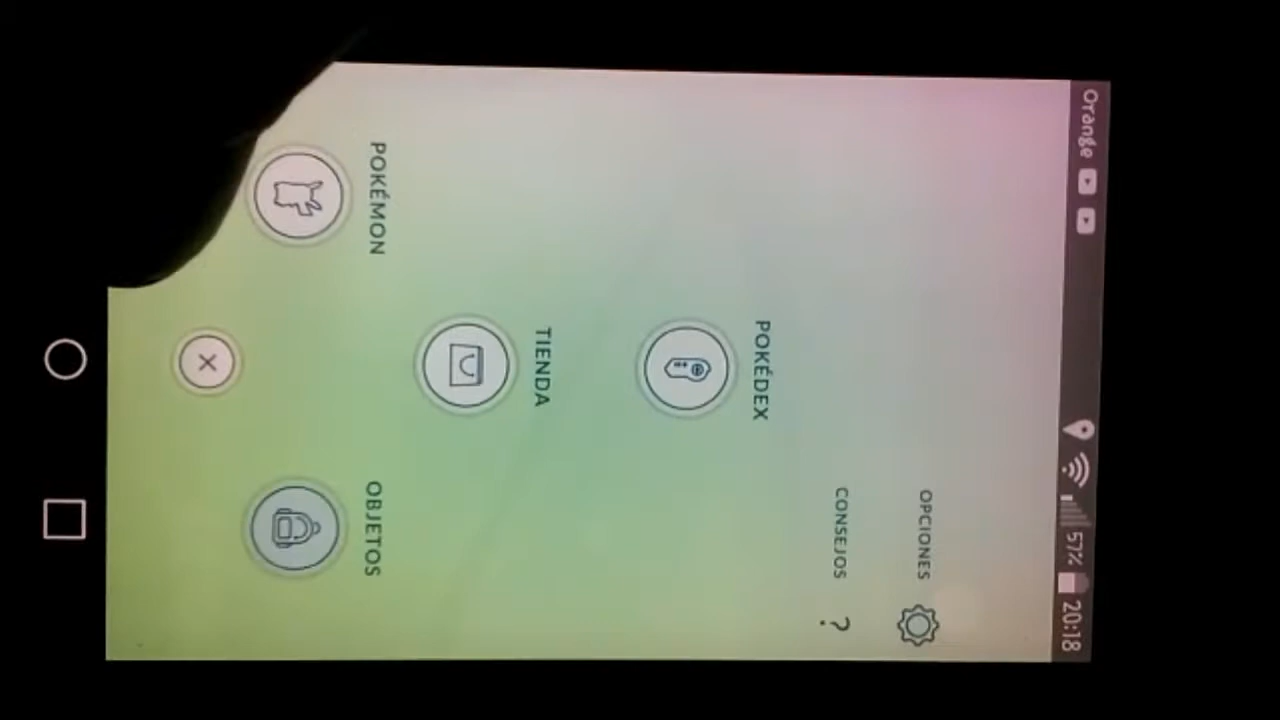 Orange 57% 20:18
OPCIONES
CONSEJOS ?
POKÉDEX
TIENDA
POKÉMON
OBJETOS